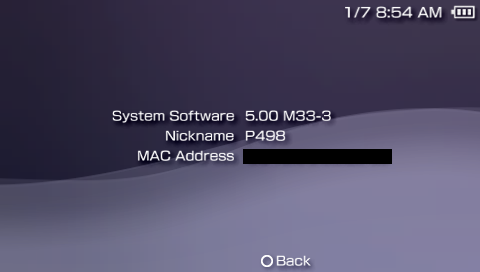 1/7 8:54 AM
System Software 5.00 M33-3
Nickname P498
MAC Address
Back